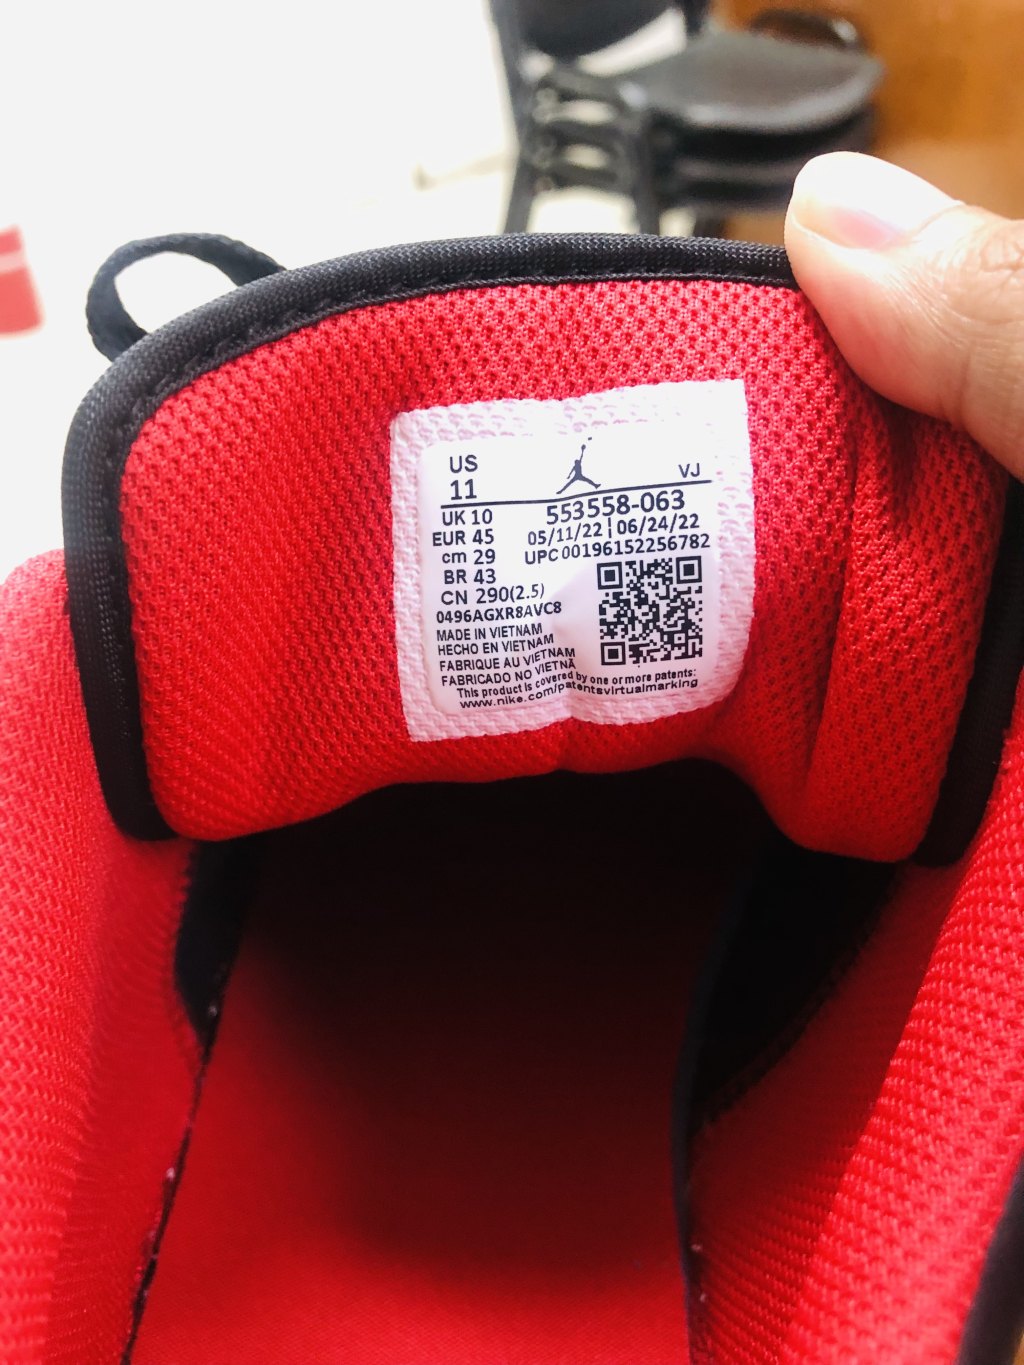 US
11
VJ
UK 10
EUR 45
cm 29
BR 43
CN 290(2.5)
553558-063
05/11/22 | 06/24/22
UPC 00196152256782
0496AGXR8AVC8
MADE IN VIETNAM
HECHO EN VIETNAM
FABRIQUE AU VIETNAM
FABRICADO NO VIETNÃ
This product is covered by one or more patents:
www.nike.com/patentsvirtualmarking